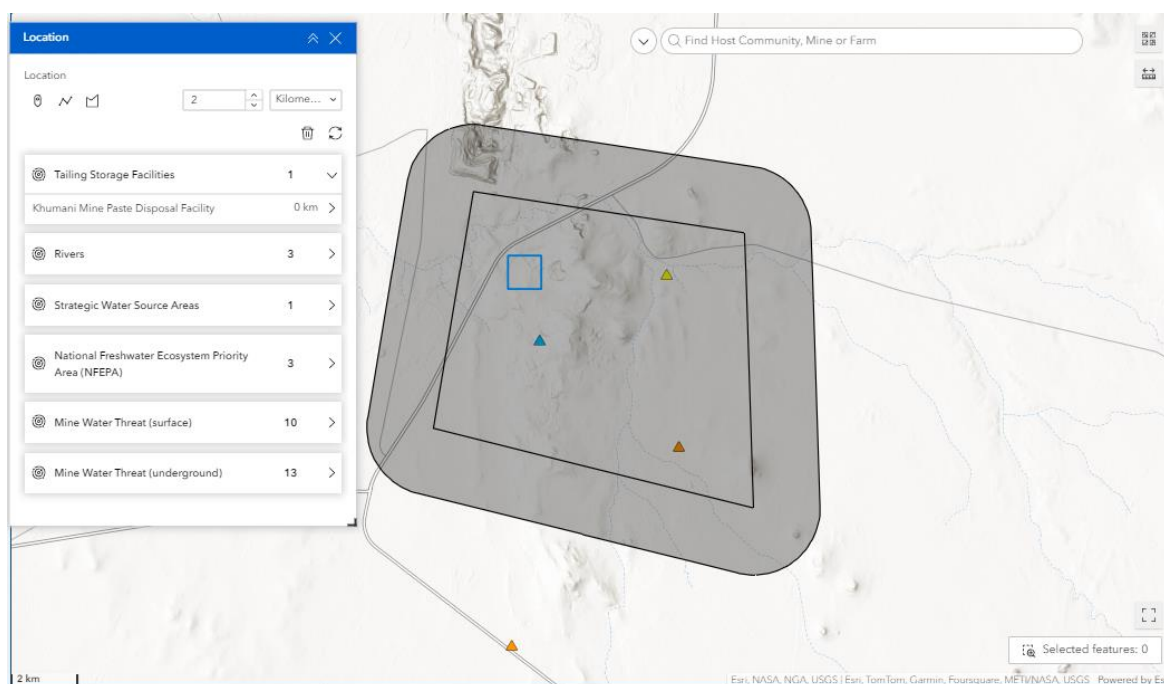 Location
Find Host Community, Mine or Farm
Location
2
Kilome...
Tailing Storage Facilities 1
Khumani Mine Paste Disposal Facility 0 km
Rivers 3
Strategic Water Source Areas 1
National Freshwater Ecosystem Priority
Area (NFEPA) 3
Mine Water Threat (surface) 10
Mine Water Threat (underground) 13
Selected features: 0
2 km
Esri, NASA, NGA, USGS | Esri, TomTom, Garmin, Foursquare, METI/NASA, USGS Powered by Es